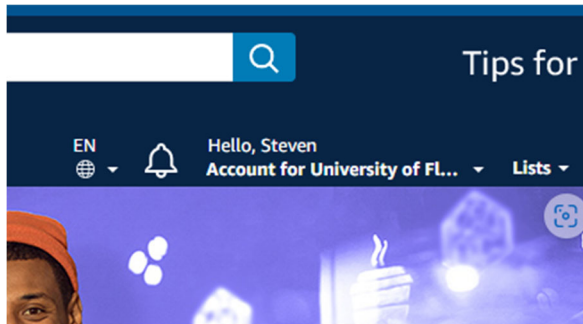 Tips for
EN
Hello, Steven
Account for University of Fl...
Lists